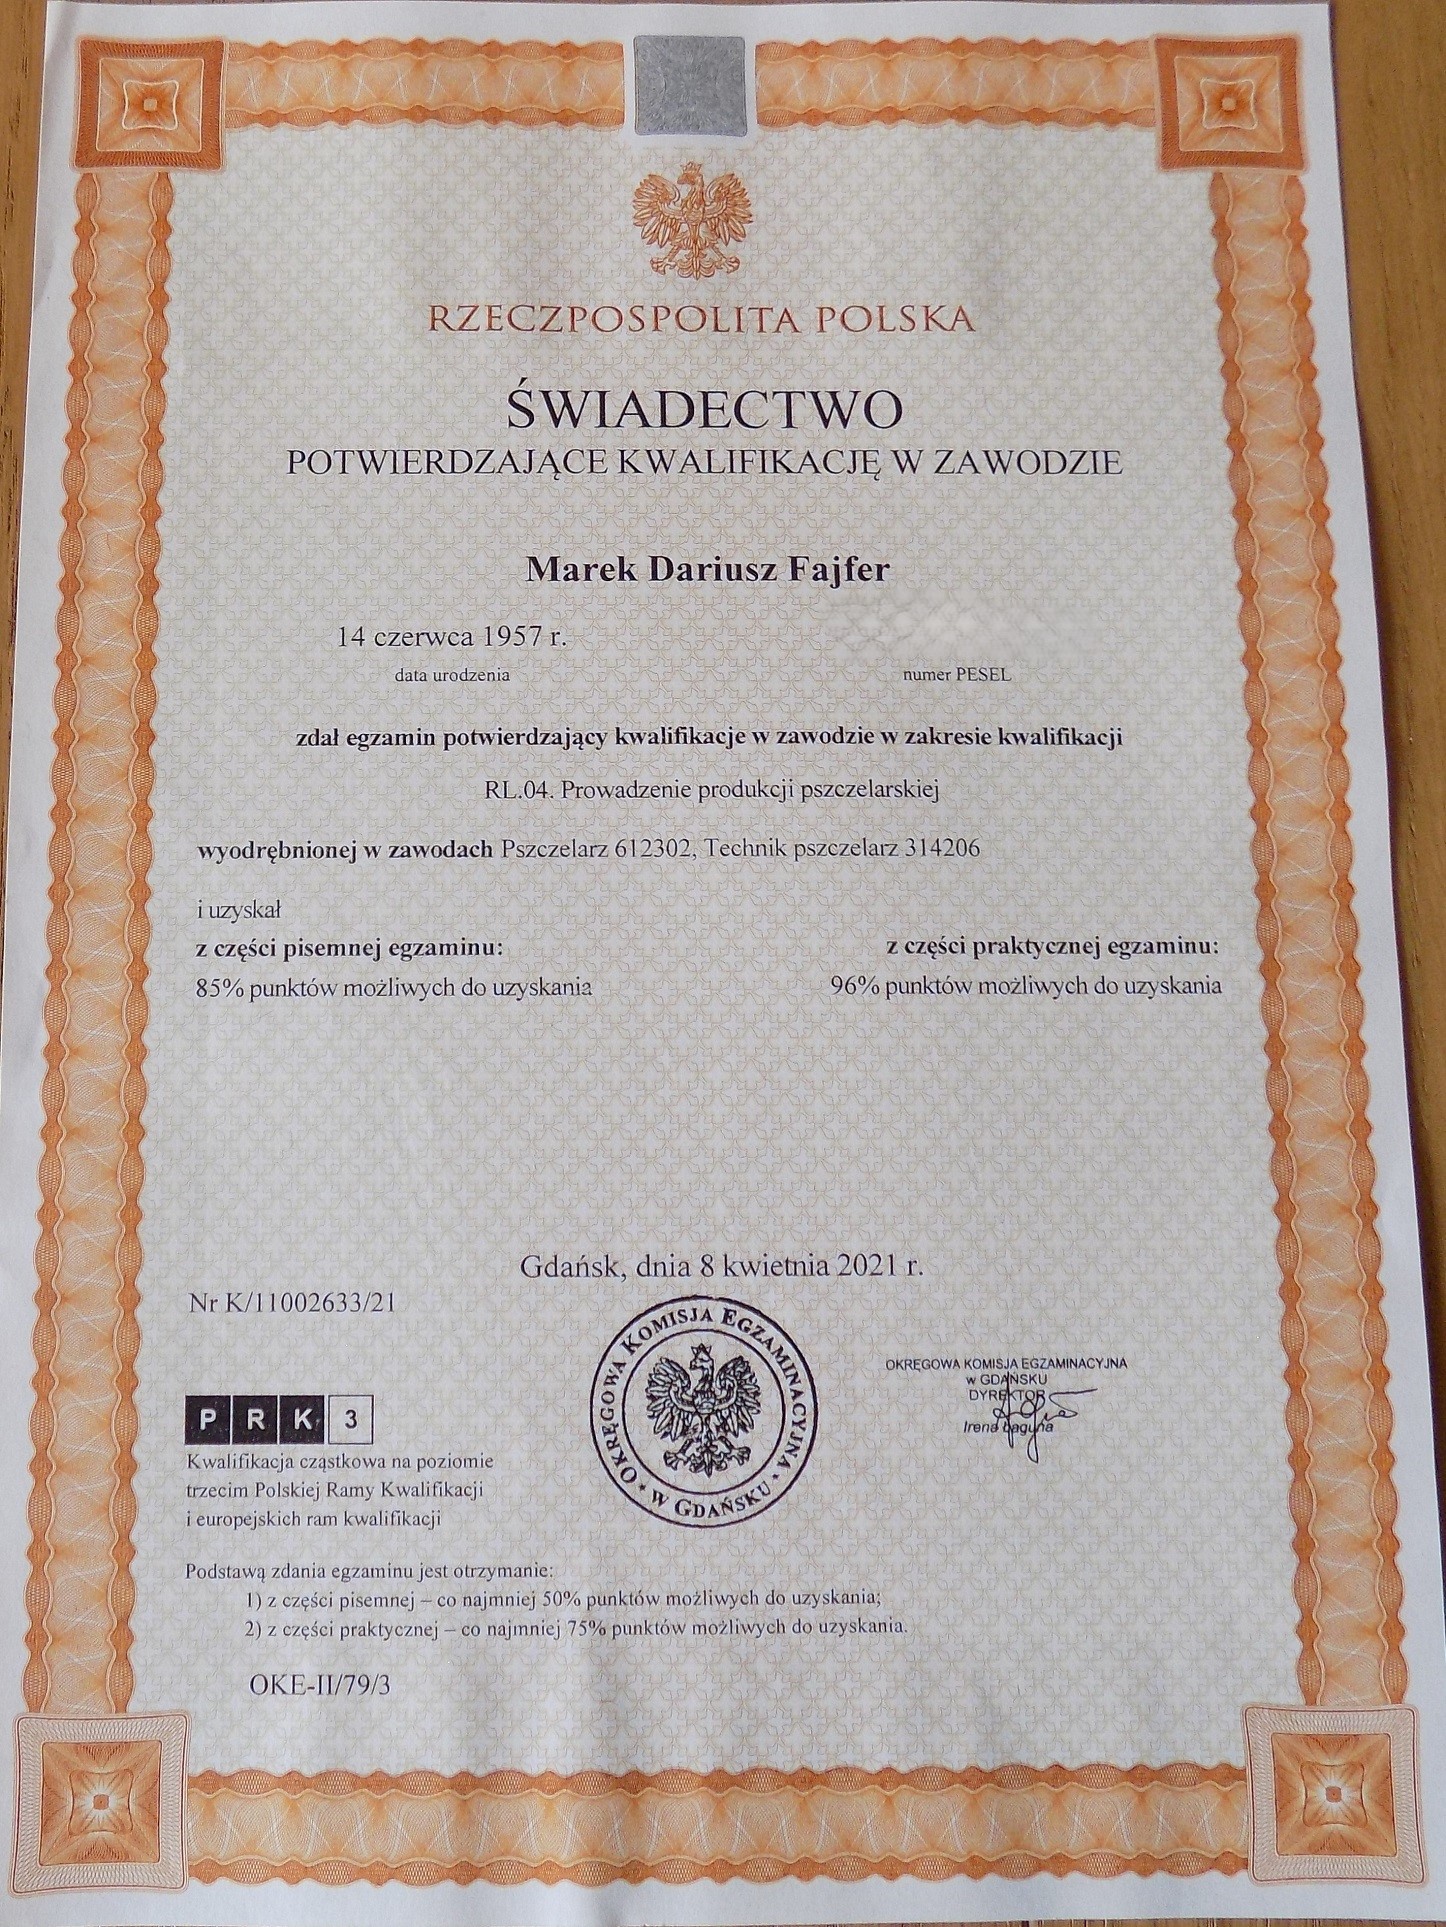 RZECZPOSPOLITA POLSKA
ŚWIADECTWO
POTWIERDZAJĄCE KWALIFIKACJĘ W ZAWODZIE
Marek Dariusz Fajfer
14 czerwca 1957 r.
data urodzenia numer PESEL
zdał egzamin potwierdzający kwalifikacje w zawodzie w zakresie kwalifikacji
RL.04. Prowadzenie produkcji pszczelarskiej
wyodrębnionej w zawodach Pszczelarz 612302, Technik pszczelarz 314206
i uzyskał
z części pisemnej egzaminu: z części praktycznej egzaminu:
85% punktów możliwych do uzyskania 96% punktów możliwych do uzyskania
Gdańsk, dnia 8 kwietnia 2021 r.
Nr K/11002633/21
OKRĘGOWA KOMISJA EGZAMINACYJNA
W GDAŃSKU
OKRĘGOWA KOMISJA EGZAMINACYJNA
w GDAŃSKU
DYREKTOR
Irena Łaguna
P R K 3
Kwalifikacja cząstkowa na poziomie
trzecim Polskiej Ramy Kwalifikacji
i europejskich ram kwalifikacji
Podstawą zdania egzaminu jest otrzymanie:
1) z części pisemnej – co najmniej 50% punktów możliwych do uzyskania;
2) z części praktycznej – co najmniej 75% punktów możliwych do uzyskania.
OKE-II/79/3